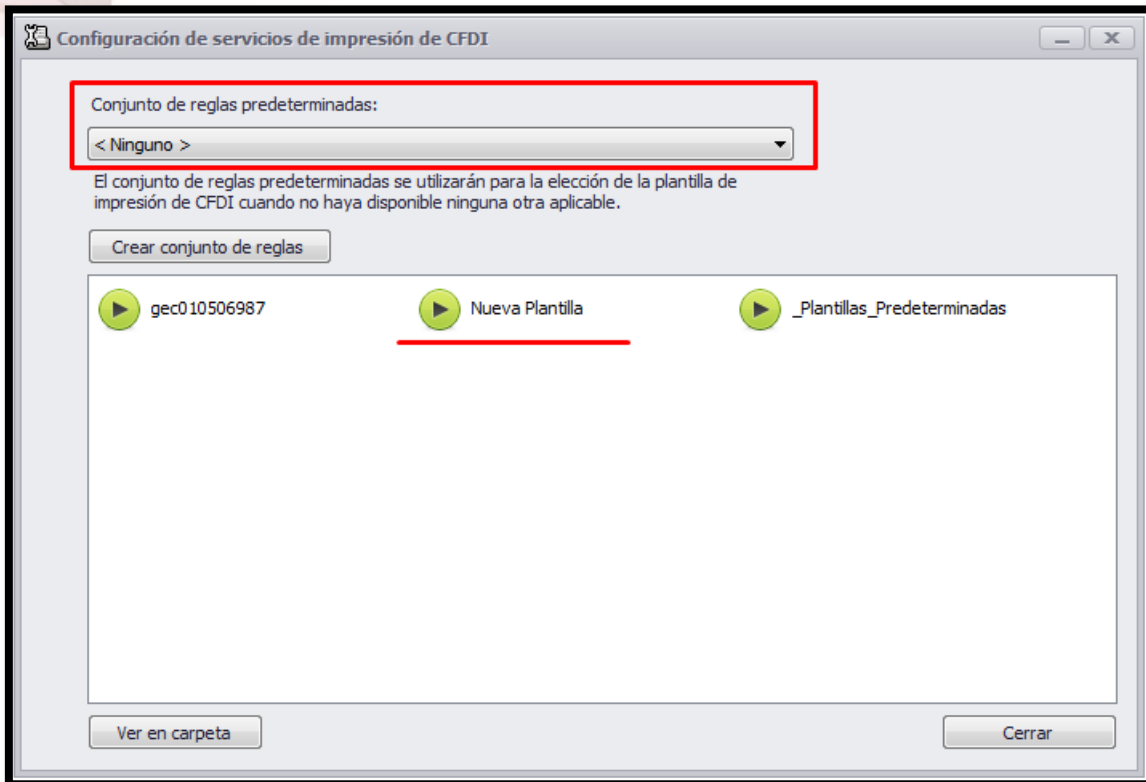 Configuración de servicios de impresión de CFDI
Conjunto de reglas predeterminadas:
< Ninguno >
El conjunto de reglas predeterminadas se utilizarán para la elección de la plantilla de
impresión de CFDI cuando no haya disponible ninguna otra aplicable.
Crear conjunto de reglas
gec010506987
Nueva Plantilla
_Plantillas_Predeterminadas
Ver en carpeta
Cerrar